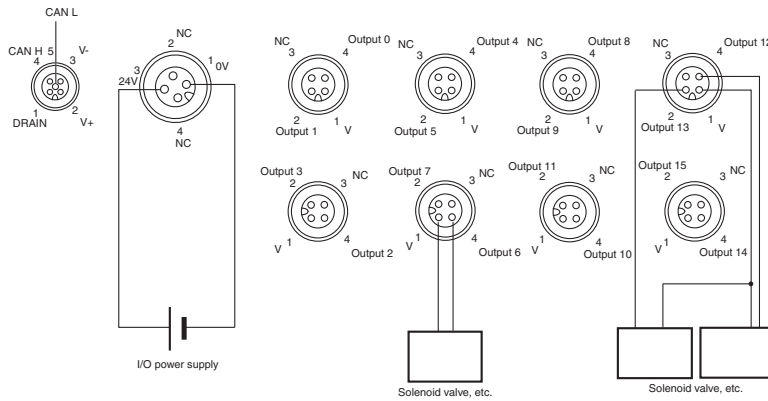 CAN L
CAN H 5 V-
4 3
1 2
DRAIN V+
NC
2
3 1 0V
24V
4
NC
I/O power supply
NC Output 0
3 4
2 1
Output 1 V
NC Output 4
3 4
2 1
Output 5 V
NC Output 8
3 4
2 1
Output 9 V
NC Output 12
3 4
2 1
Output 13 V
Output 3
2 3 NC
1 4
V Output 2
Output 7
2 3 NC
1 4
V Output 6
Output 11
2 3 NC
1 4
V Output 10
Output 15
2 3 NC
1 4
V Output 14
Solenoid valve, etc.
Solenoid valve, etc.